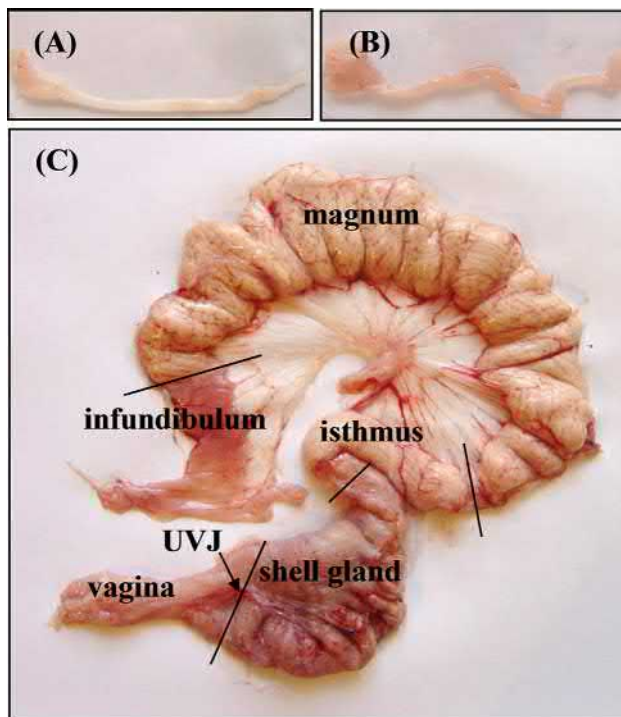 (A)
(B)
(C)
magnum
infundibulum
isthmus
UVJ
shell gland
vagina